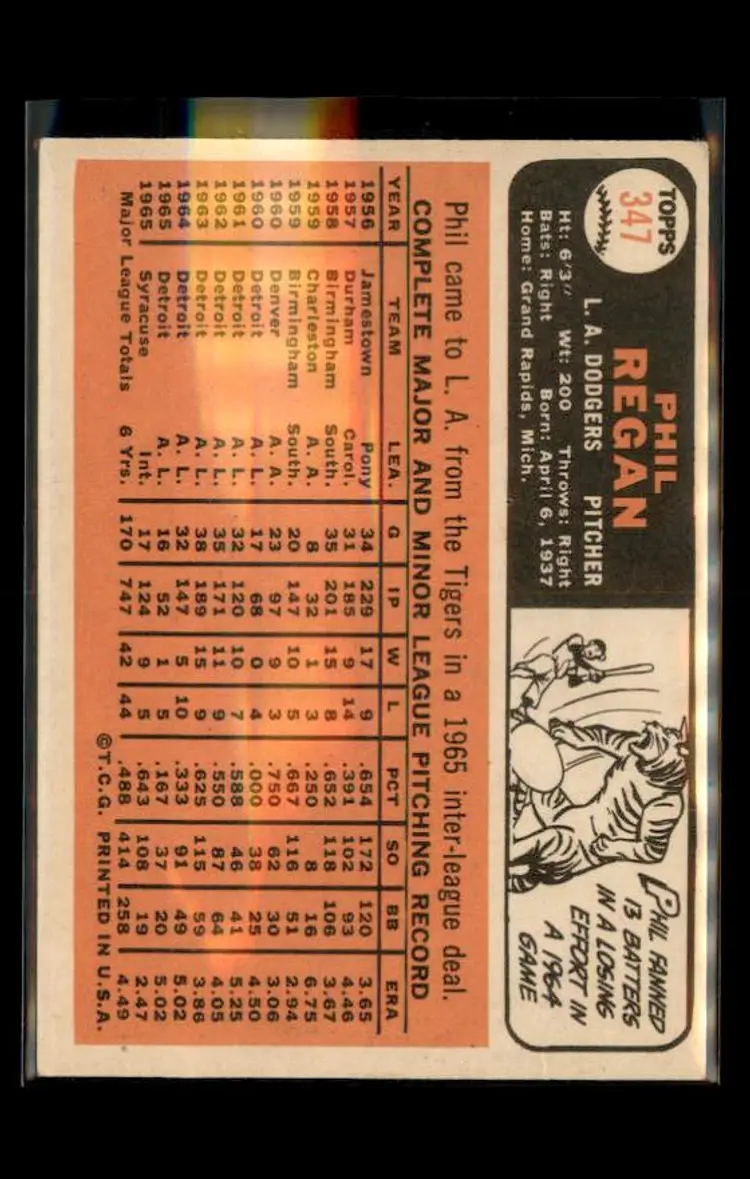 TOPPS
347
PHIL
REGAN
L. A. DODGERS PITCHER
Ht: 6'3" Wt: 200 Throws: Right
Bats: Right Born: April 6, 1937
Home: Grand Rapids, Mich.
PHIL FANNED
13 BATTERS
IN A LOSING
EFFORT IN
A 1964
GAME
Phil came to L. A. from the Tigers in a 1965 inter-league deal.
COMPLETE MAJOR AND MINOR LEAGUE PITCHING RECORD
YEAR TEAM LEA. G IP W L PCT SO BB ERA
1956 Jamestown Pony 34 229 17 9 .654 172 120 3.65
1957 Durham Carol. 31 185 9 14 .391 102 93 4.46
1958 Birmingham South. 35 201 15 8 .652 118 106 3.67
1959 Charleston A. A. 8 32 1 3 .250 8 16 6.75
1959 Birmingham South. 20 147 10 5 .667 116 51 2.94
1960 Denver A. A. 23 97 9 3 .750 62 30 3.06
1960 Detroit A. L. 17 68 0 4 .000 38 25 4.50
1961 Detroit A. L. 32 120 10 7 .588 46 41 5.25
1962 Detroit A. L. 35 171 11 9 .550 87 64 4.05
1963 Detroit A. L. 38 189 15 9 .625 115 59 3.86
1964 Detroit A. L. 32 147 5 10 .333 91 49 5.02
1965 Detroit A. L. 16 52 1 5 .167 37 20 5.02
1965 Syracuse Int. 17 124 9 5 .643 108 19 2.47
Major League Totals 6 Yrs. 170 747 42 44 .488 414 258 4.49
©T.C.G. PRINTED IN U.S.A.